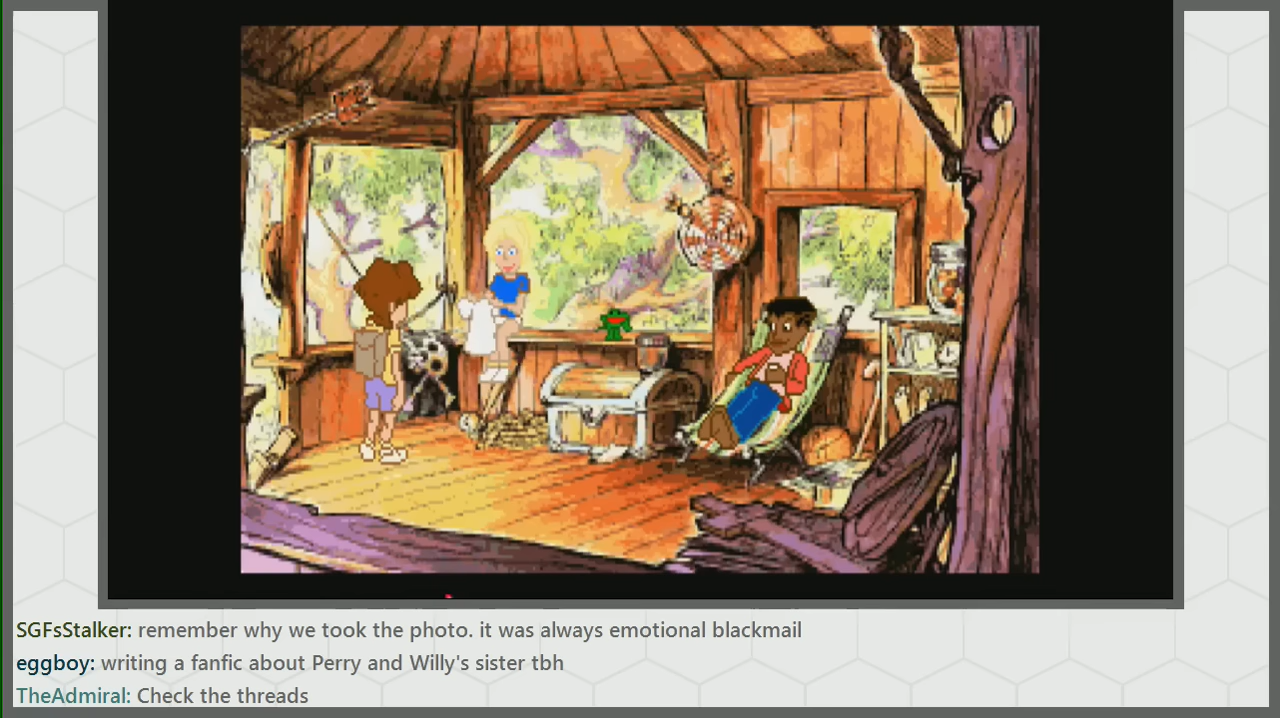 SGFsStalker: remember why we took the photo. it was always emotional blackmail
eggboy: writing a fanfic about Perry and Willy's sister tbh
TheAdmiral: Check the threads